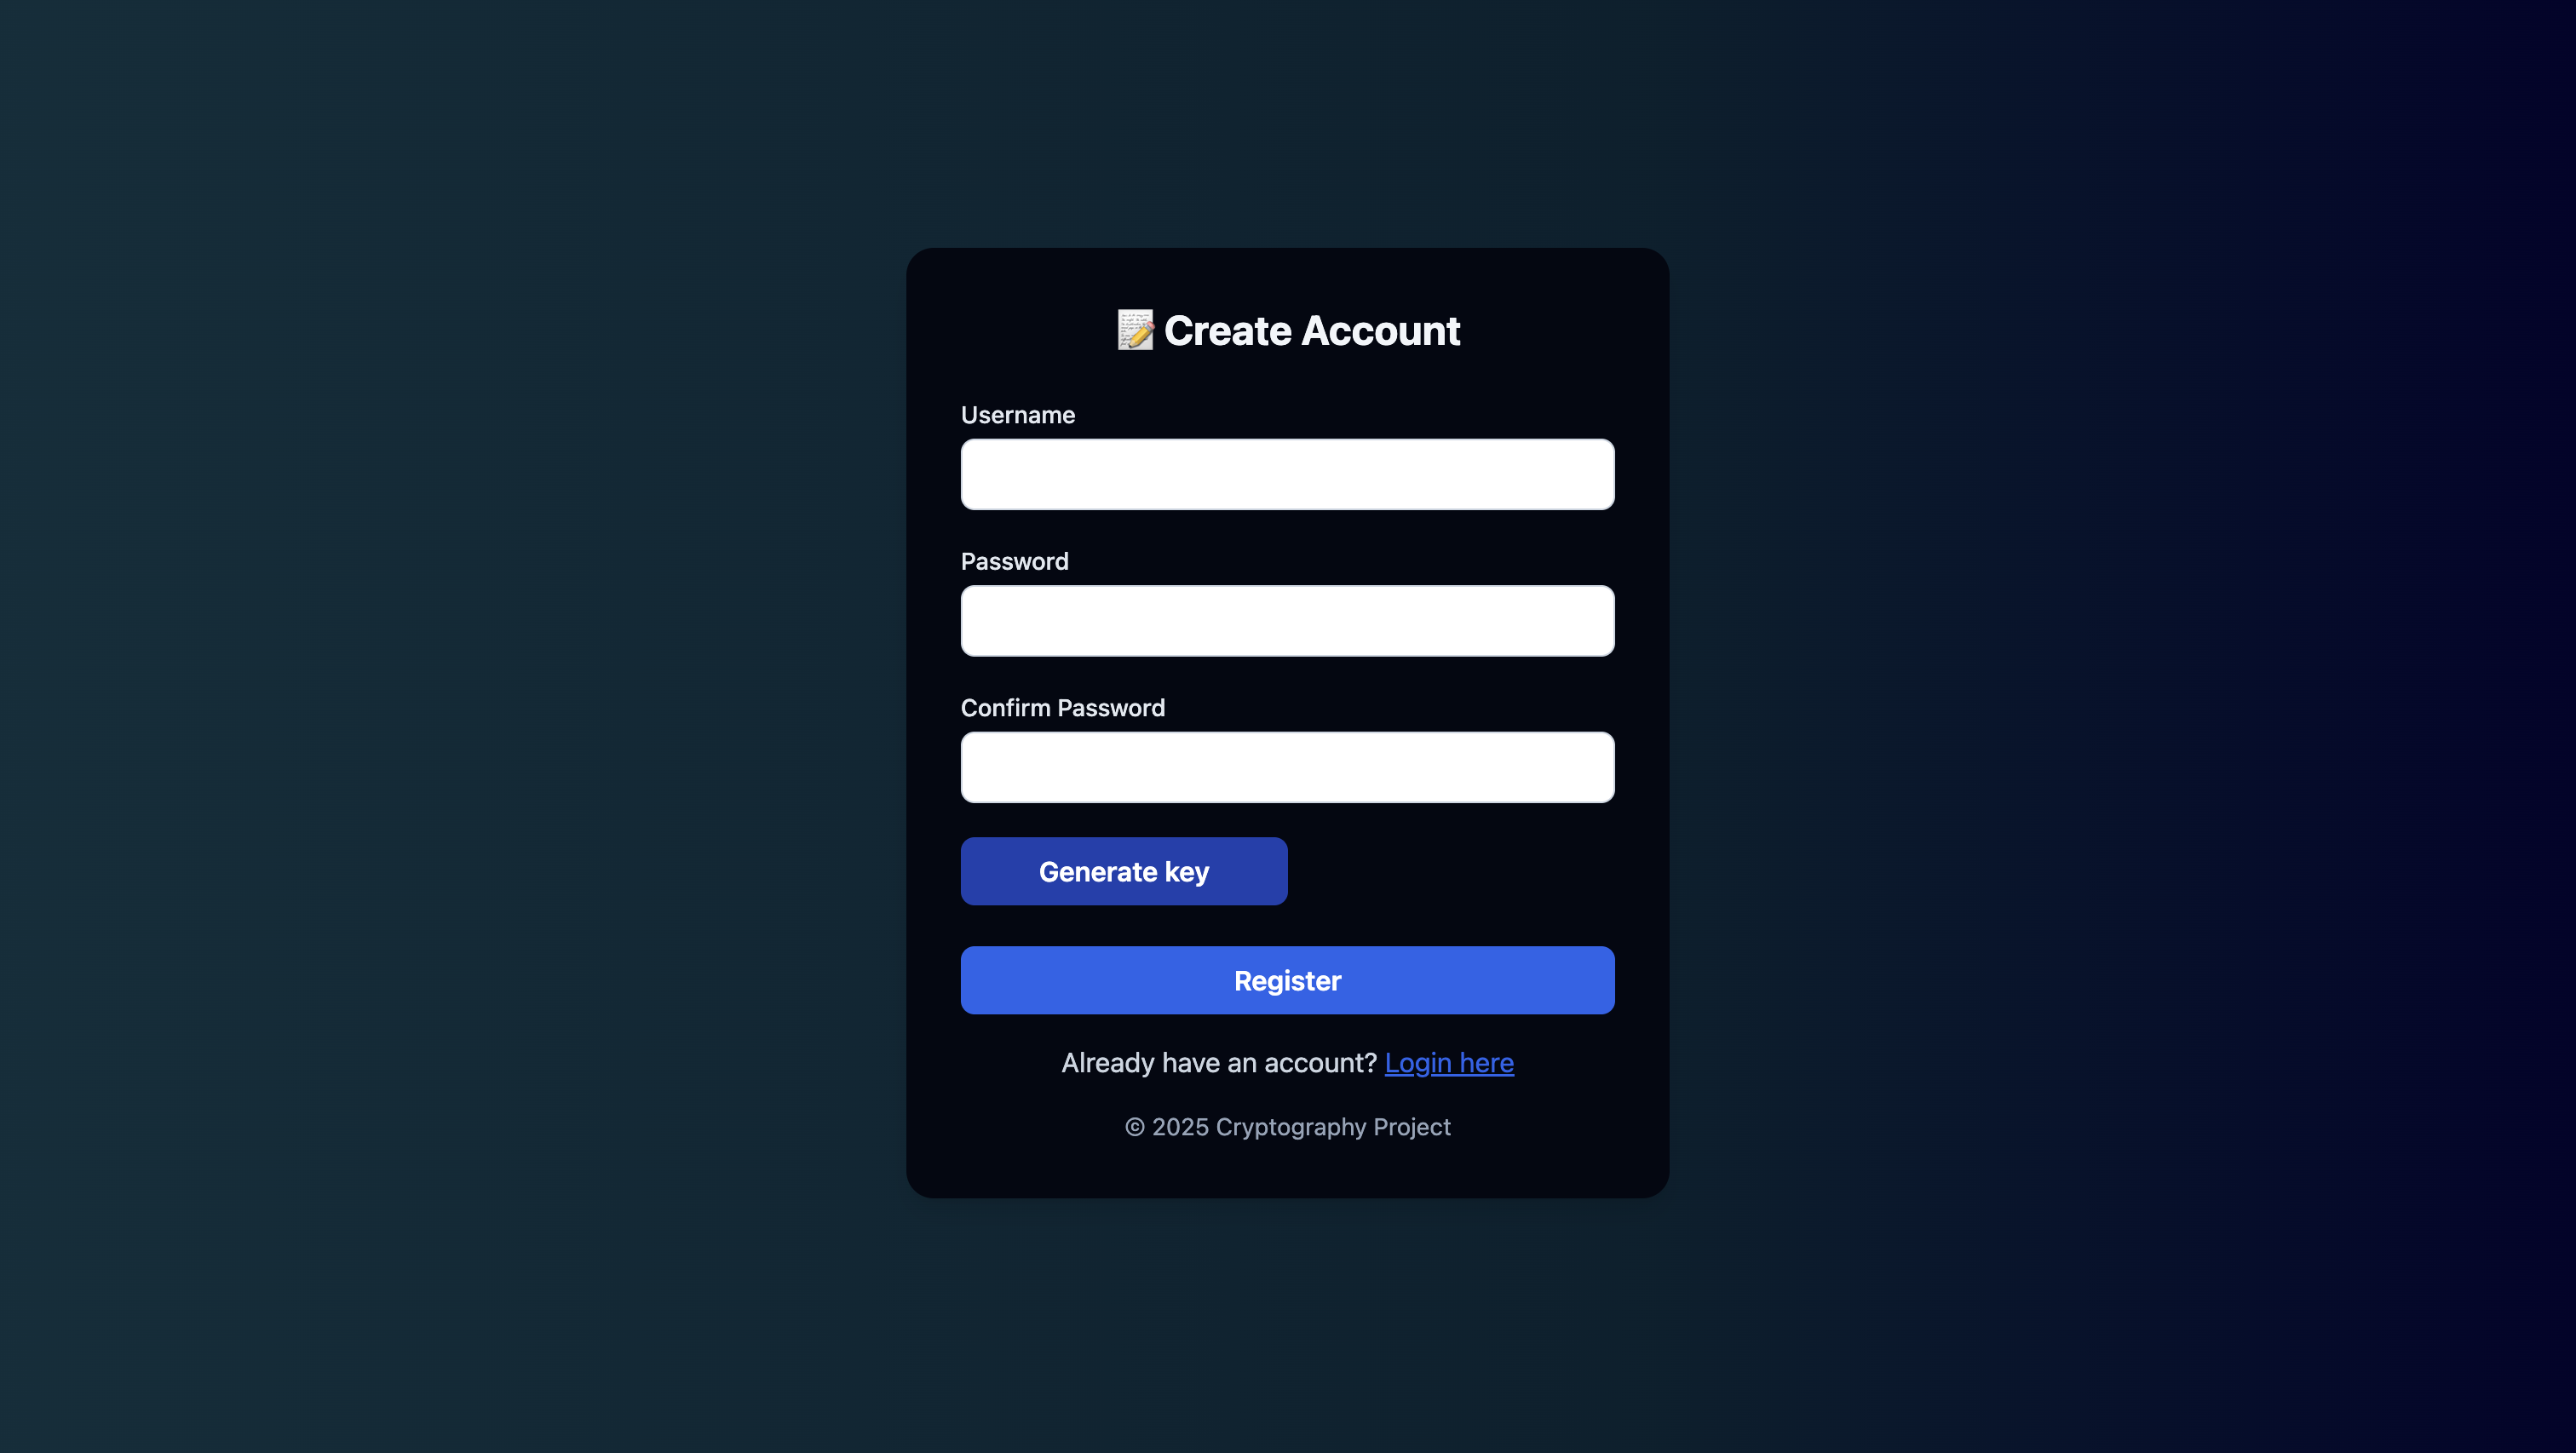 Create Account
Username
Password
Confirm Password
Generate key
Register
Already have an account? Login here
© 2025 Cryptography Project